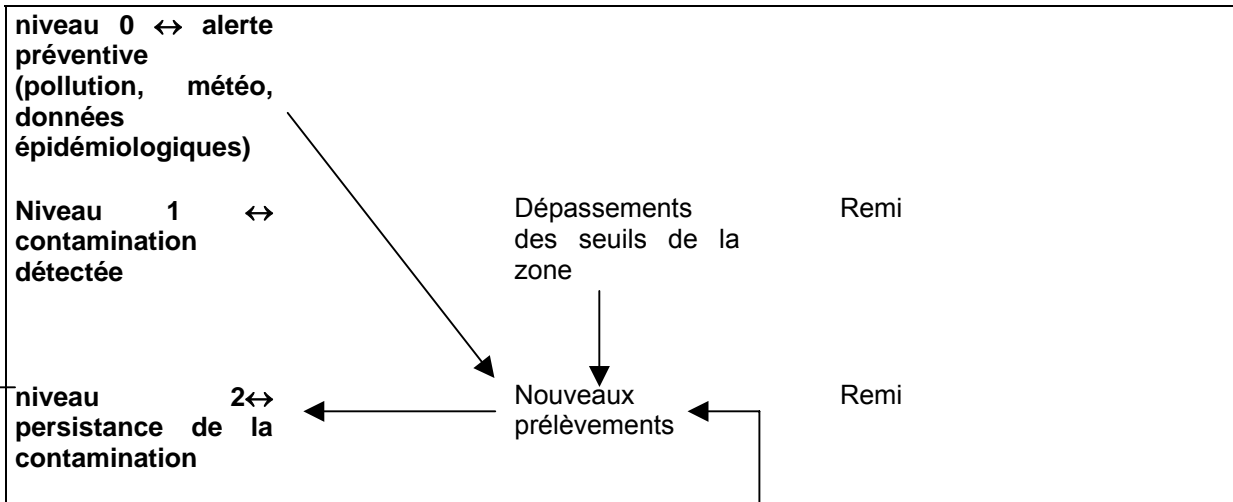 niveau 0 ↔ alerte
préventive
(pollution, météo,
données
épidémiologiques)
Niveau 1 ↔
contamination
détectée
Dépassements
des seuils de la
zone
Remi
niveau 2↔
persistance de la
contamination
Nouveaux
prélèvements
Remi